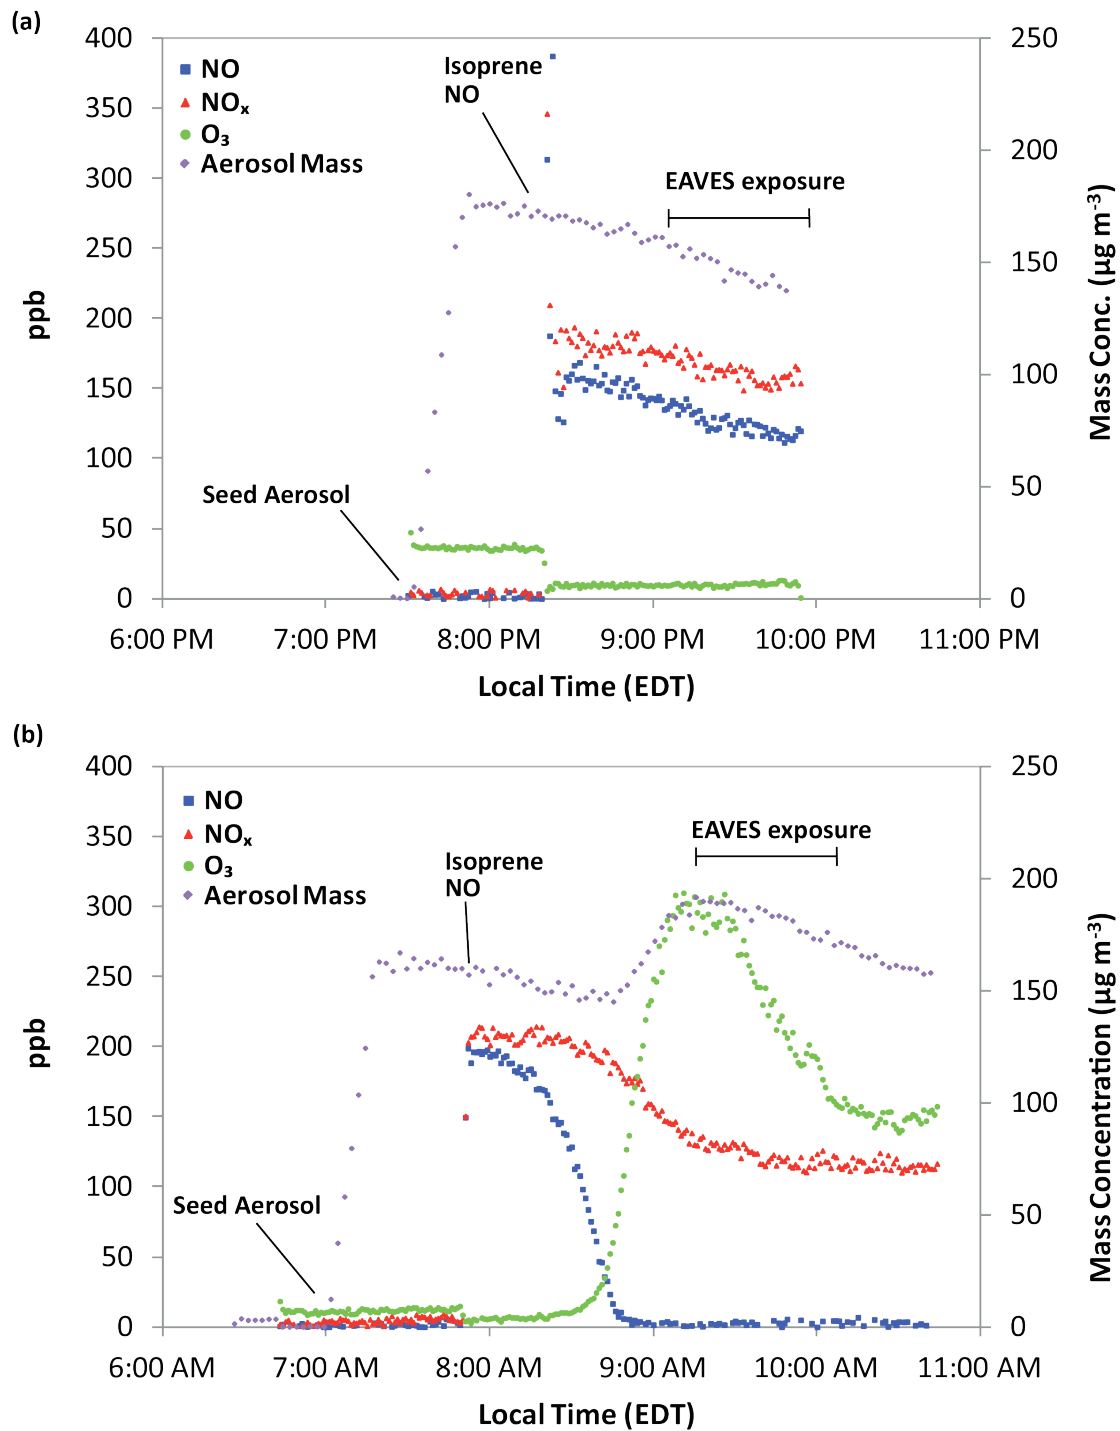 (a)
400
350
300
250
200
150
100
50
0
ppb
NO
NOₓ
O₃
Aerosol Mass
Isoprene
NO
EAVES exposure
Seed Aerosol
250
200
150
100
50
0
Mass Conc. (µg m⁻³)
6:00 PM 7:00 PM 8:00 PM 9:00 PM 10:00 PM 11:00 PM
Local Time (EDT)
(b)
400
350
300
250
200
150
100
50
0
ppb
NO
NOₓ
O₃
Aerosol Mass
Isoprene
NO
EAVES exposure
Seed Aerosol
250
200
150
100
50
0
Mass Concentration (µg m⁻³)
6:00 AM 7:00 AM 8:00 AM 9:00 AM 10:00 AM 11:00 AM
Local Time (EDT)